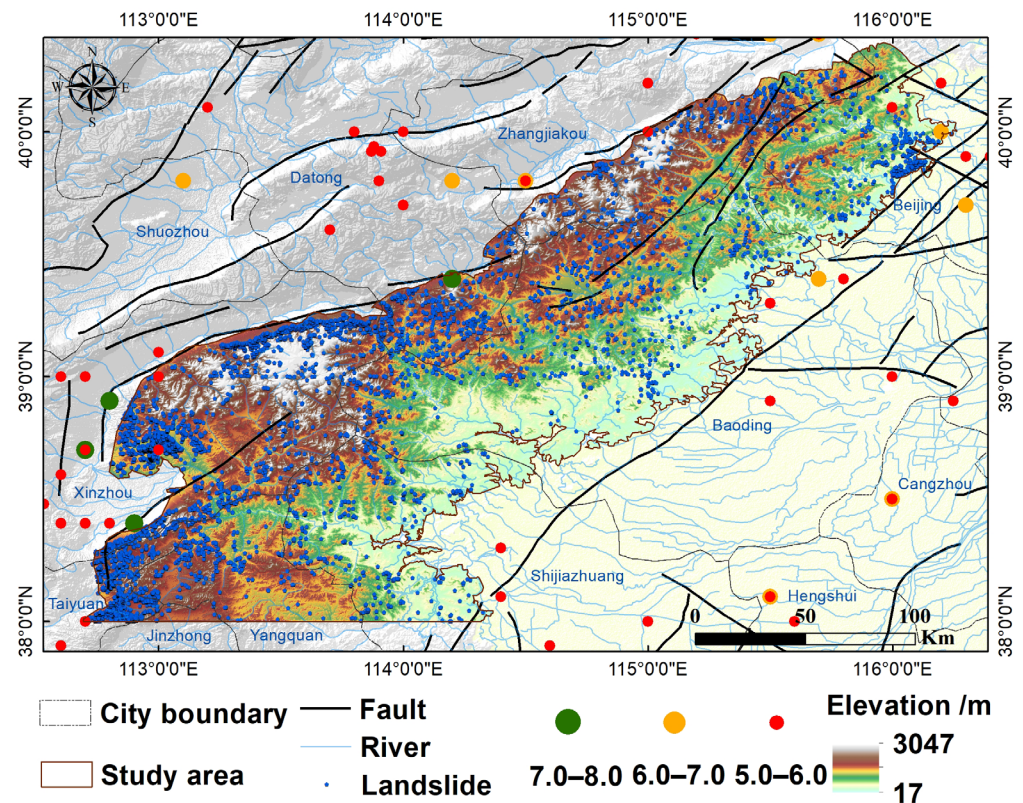 113°0'0"E 114°0'0"E 115°0'0"E 116°0'0"E
N
W E
S
40°0'0"N 40°0'0"N
Zhangjiakou
Datong
Beijing
Shuozhou
39°0'0"N 39°0'0"N
Baoding
Xinzhou
Cangzhou
Shijiazhuang
Hengshui
Taiyuan
0 50 100
Km
Jinzhong Yangquan
38°0'0"N 38°0'0"N
113°0'0"E 114°0'0"E 115°0'0"E 116°0'0"E
City boundary
Study area
Fault
River
Landslide
7.0–8.0 6.0–7.0 5.0–6.0
Elevation /m
3047
17